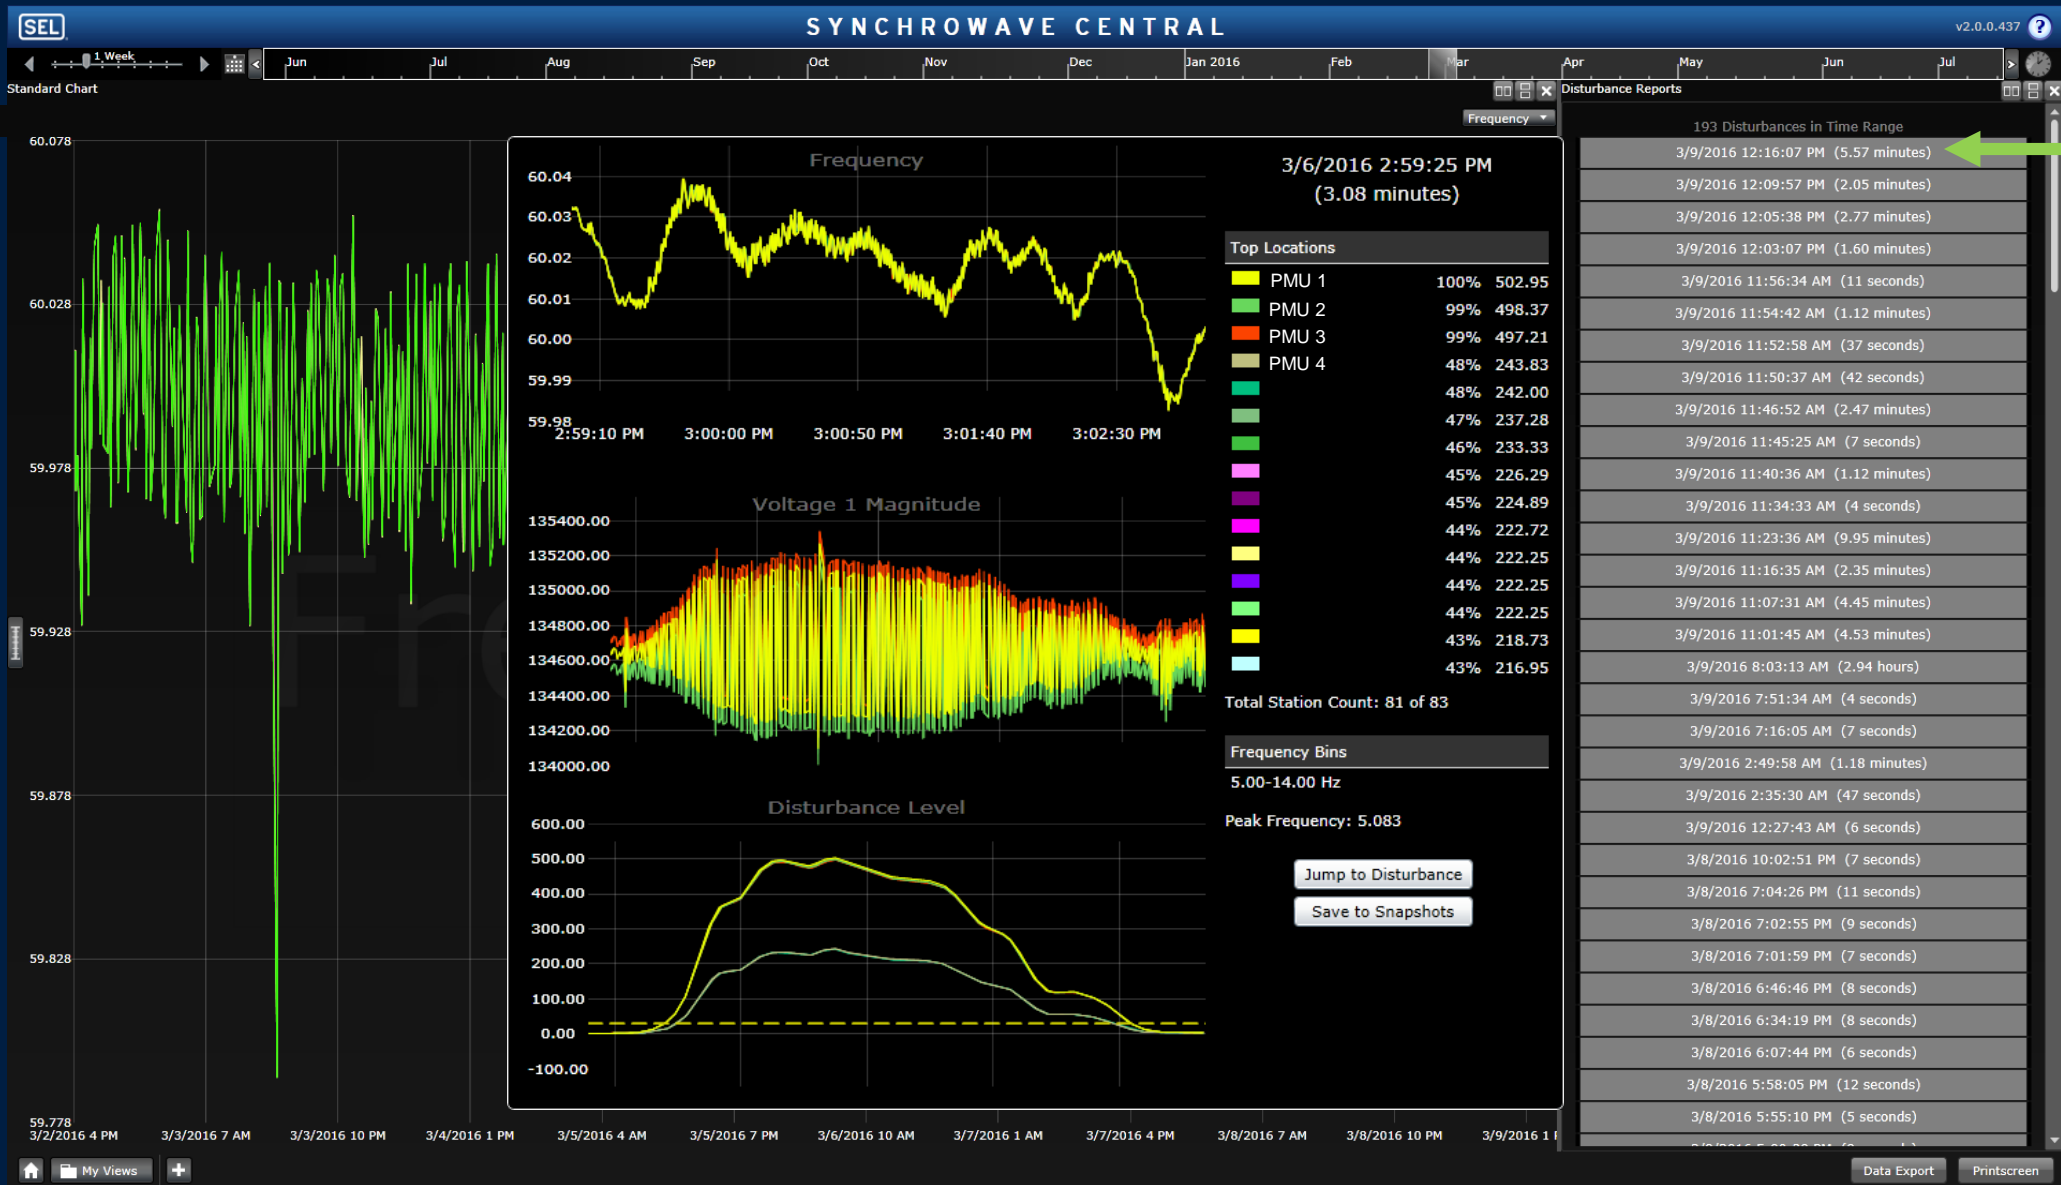 SEL
SYNCHROWAVE CENTRAL
v2.0.0.437 ?
1 Week
Jun Jul Aug Sep Oct Nov Dec Jan 2016 Feb Mar Apr May Jun Jul
Standard Chart
Frequency
60.078
60.028
59.978
59.928
59.878
59.828
59.778
3/2/2016 4 PM 3/3/2016 7 AM 3/3/2016 10 PM 3/4/2016 1 PM 3/5/2016 4 AM 3/5/2016 7 PM 3/6/2016 10 AM 3/7/2016 1 AM 3/7/2016 4 PM 3/8/2016 7 AM 3/8/2016 10 PM 3/9/2016 1
Fre
Frequency
60.04
60.03
60.02
60.01
60.00
59.99
59.98
2:59:10 PM 3:00:00 PM 3:00:50 PM 3:01:40 PM 3:02:30 PM
Voltage 1 Magnitude
135400.00
135200.00
135000.00
134800.00
134600.00
134400.00
134200.00
134000.00
Disturbance Level
600.00
500.00
400.00
300.00
200.00
100.00
0.00
-100.00
3/6/2016 2:59:25 PM
(3.08 minutes)
Top Locations
PMU 1 100% 502.95
PMU 2 99% 498.37
PMU 3 99% 497.21
PMU 4 48% 243.83
48% 242.00
47% 237.28
46% 233.33
45% 226.29
45% 224.89
44% 222.72
44% 222.25
44% 222.25
44% 222.25
43% 218.73
43% 216.95
Total Station Count: 81 of 83
Frequency Bins
5.00-14.00 Hz
Peak Frequency: 5.083
Jump to Disturbance
Save to Snapshots
Disturbance Reports
193 Disturbances in Time Range
3/9/2016 12:16:07 PM (5.57 minutes)
3/9/2016 12:09:57 PM (2.05 minutes)
3/9/2016 12:05:38 PM (2.77 minutes)
3/9/2016 12:03:07 PM (1.60 minutes)
3/9/2016 11:56:34 AM (11 seconds)
3/9/2016 11:54:42 AM (1.12 minutes)
3/9/2016 11:52:58 AM (37 seconds)
3/9/2016 11:50:37 AM (42 seconds)
3/9/2016 11:46:52 AM (2.47 minutes)
3/9/2016 11:45:25 AM (7 seconds)
3/9/2016 11:40:36 AM (1.12 minutes)
3/9/2016 11:34:33 AM (4 seconds)
3/9/2016 11:23:36 AM (9.95 minutes)
3/9/2016 11:16:35 AM (2.35 minutes)
3/9/2016 11:07:31 AM (4.45 minutes)
3/9/2016 11:01:45 AM (4.53 minutes)
3/9/2016 8:03:13 AM (2.94 hours)
3/9/2016 7:51:34 AM (4 seconds)
3/9/2016 7:16:05 AM (7 seconds)
3/9/2016 2:49:58 AM (1.18 minutes)
3/9/2016 2:35:30 AM (47 seconds)
3/9/2016 12:27:43 AM (6 seconds)
3/8/2016 10:02:51 PM (7 seconds)
3/8/2016 7:04:26 PM (11 seconds)
3/8/2016 7:02:55 PM (9 seconds)
3/8/2016 7:01:59 PM (7 seconds)
3/8/2016 6:46:46 PM (8 seconds)
3/8/2016 6:34:19 PM (8 seconds)
3/8/2016 6:07:44 PM (6 seconds)
3/8/2016 5:58:05 PM (12 seconds)
3/8/2016 5:55:10 PM (5 seconds)
My Views
Data Export
Printscreen